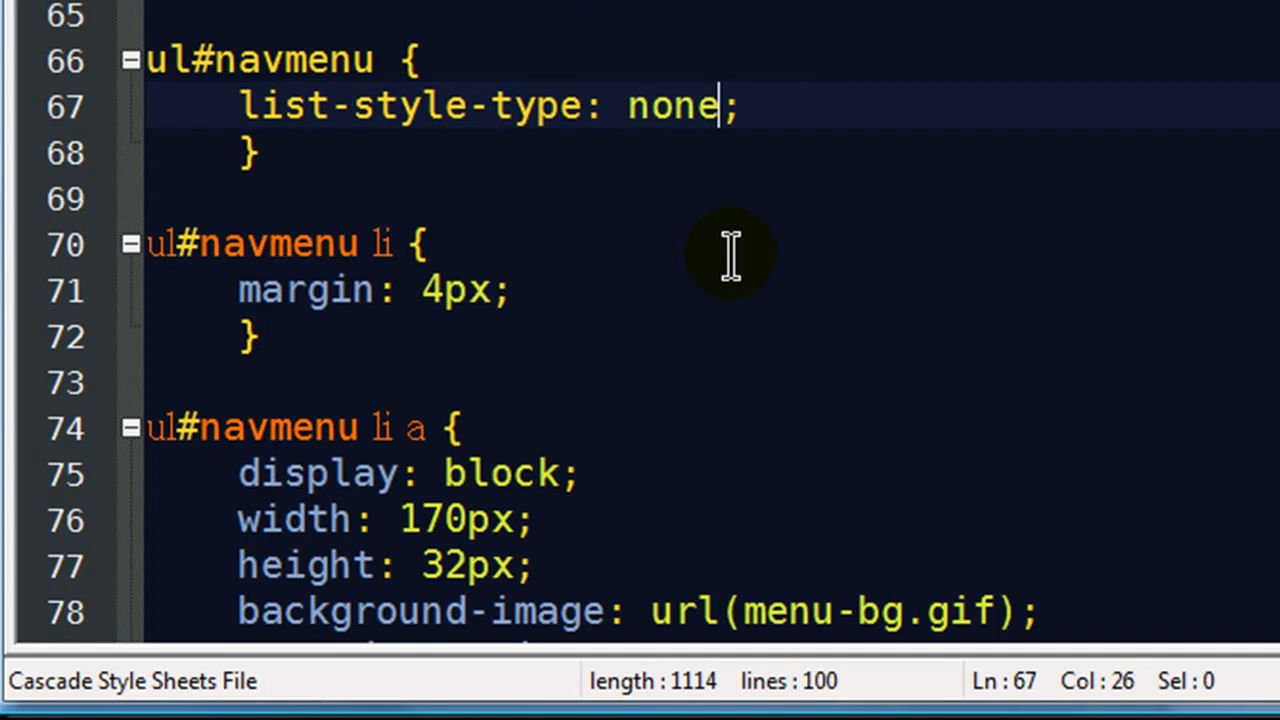 65
66 ul#navmenu {
67 list-style-type: none;
68 }
69
70 ul#navmenu li {
71 margin: 4px;
72 }
73
74 ul#navmenu li a {
75 display: block;
76 width: 170px;
77 height: 32px;
78 background-image: url(menu-bg.gif);
Cascade Style Sheets File length : 1114 lines : 100 Ln : 67 Col : 26 Sel : 0